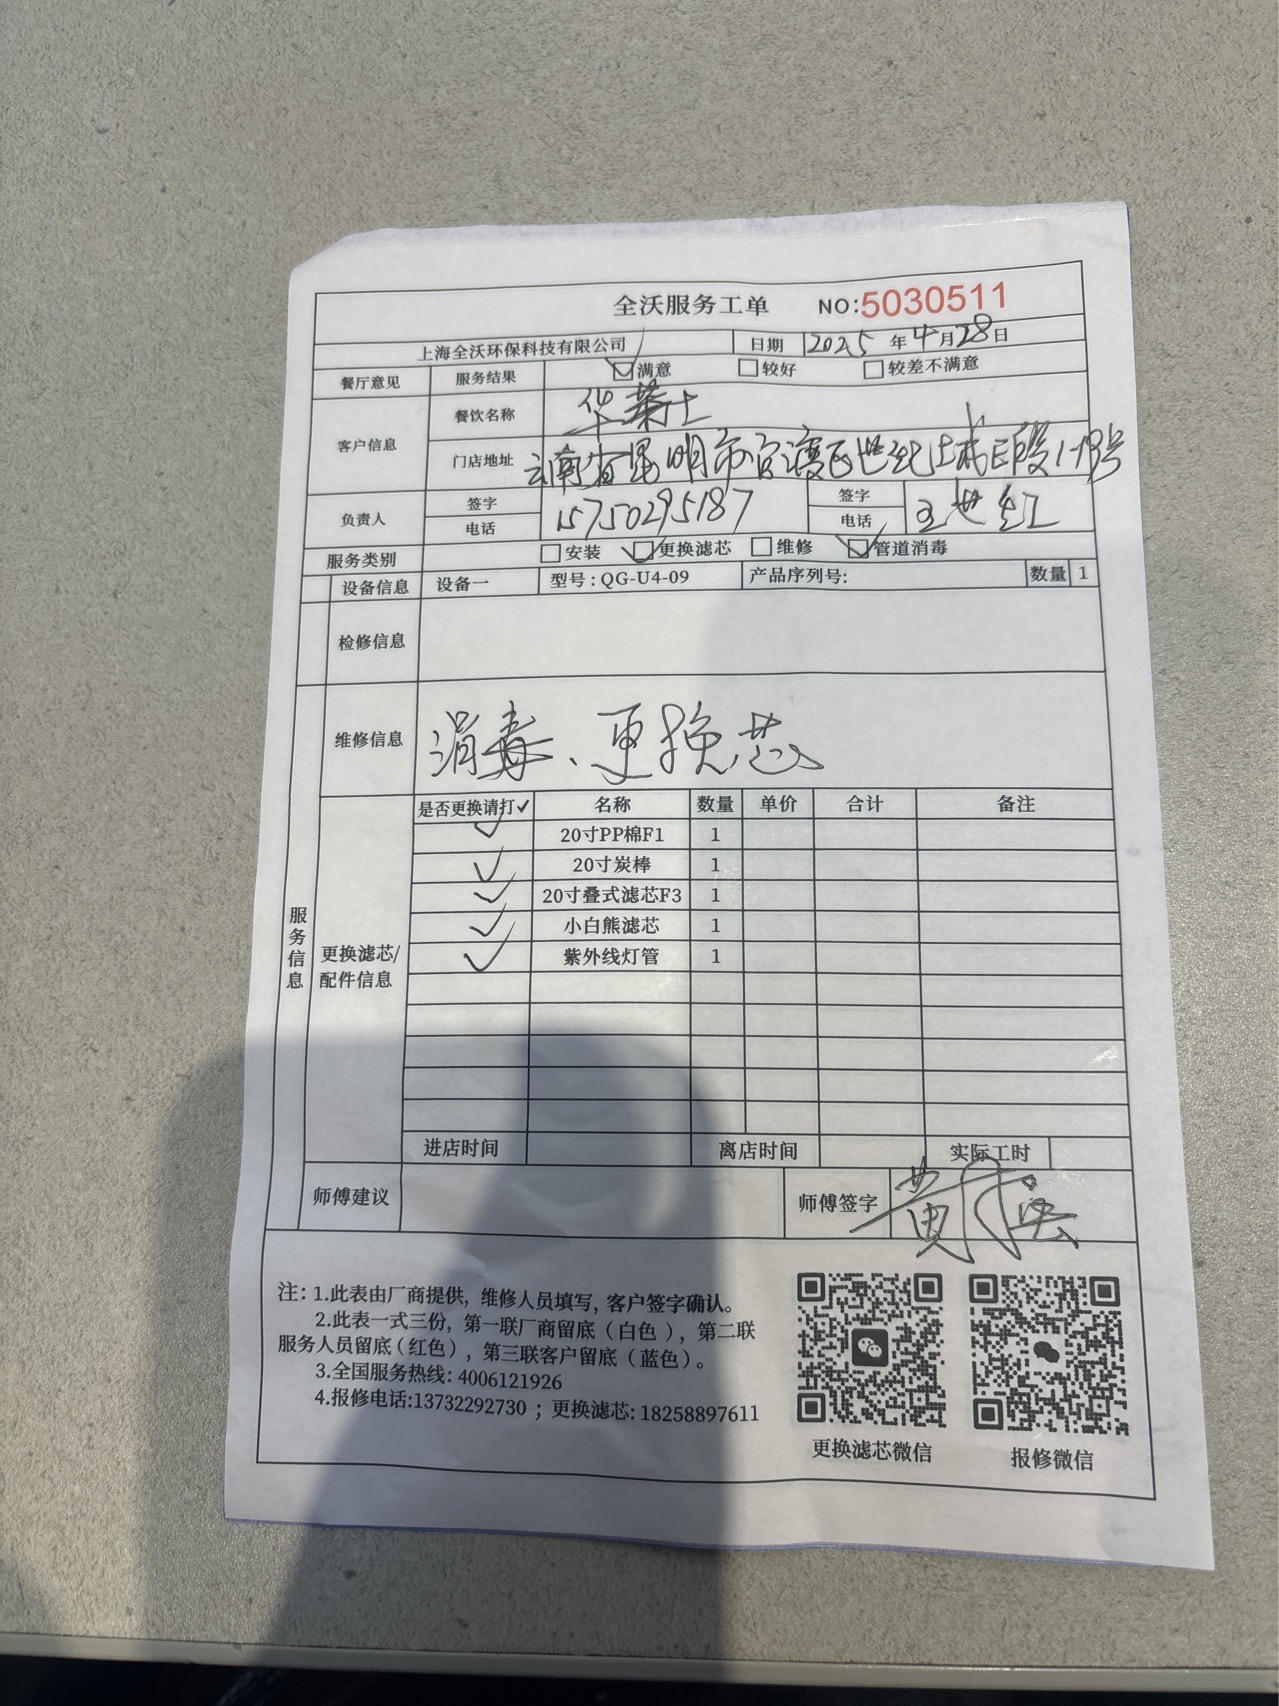 全沃服务工单 NO:5030511
上海全沃环保科技有限公司 日期 2025 年 4 月 28 日
餐厅意见 服务结果 满意 较好 较差不满意
客户信息 餐饮名称 华莱士
门店地址 云南省昆明市官渡区世纪城
负责人 签字 签字
电话 15750295187 电话 王世红
服务类别 安装 更换滤芯 维修 管道消毒
设备信息 设备一 型号:QG-U4-09 产品序列号: 数量 1
检修信息
维修信息 消毒、更换芯
服务信息
更换滤芯/
配件信息
是否更换请打✓ 名称 数量 单价 合计 备注
✓ 20寸PP棉F1 1
✓ 20寸炭棒 1
✓ 20寸叠式滤芯F3 1
✓ 小白熊滤芯 1
✓ 紫外线灯管 1
进店时间 离店时间 实际工时
师傅建议 师傅签字 黄
注: 1.此表由厂商提供, 维修人员填写, 客户签字确认。
2.此表一式三份, 第一联厂商留底 (白色), 第二联
服务人员留底(红色), 第三联客户留底 (蓝色)。
3.全国服务热线: 4006121926
4.报修电话:13732292730 ; 更换滤芯: 18258897611
更换滤芯微信 报修微信